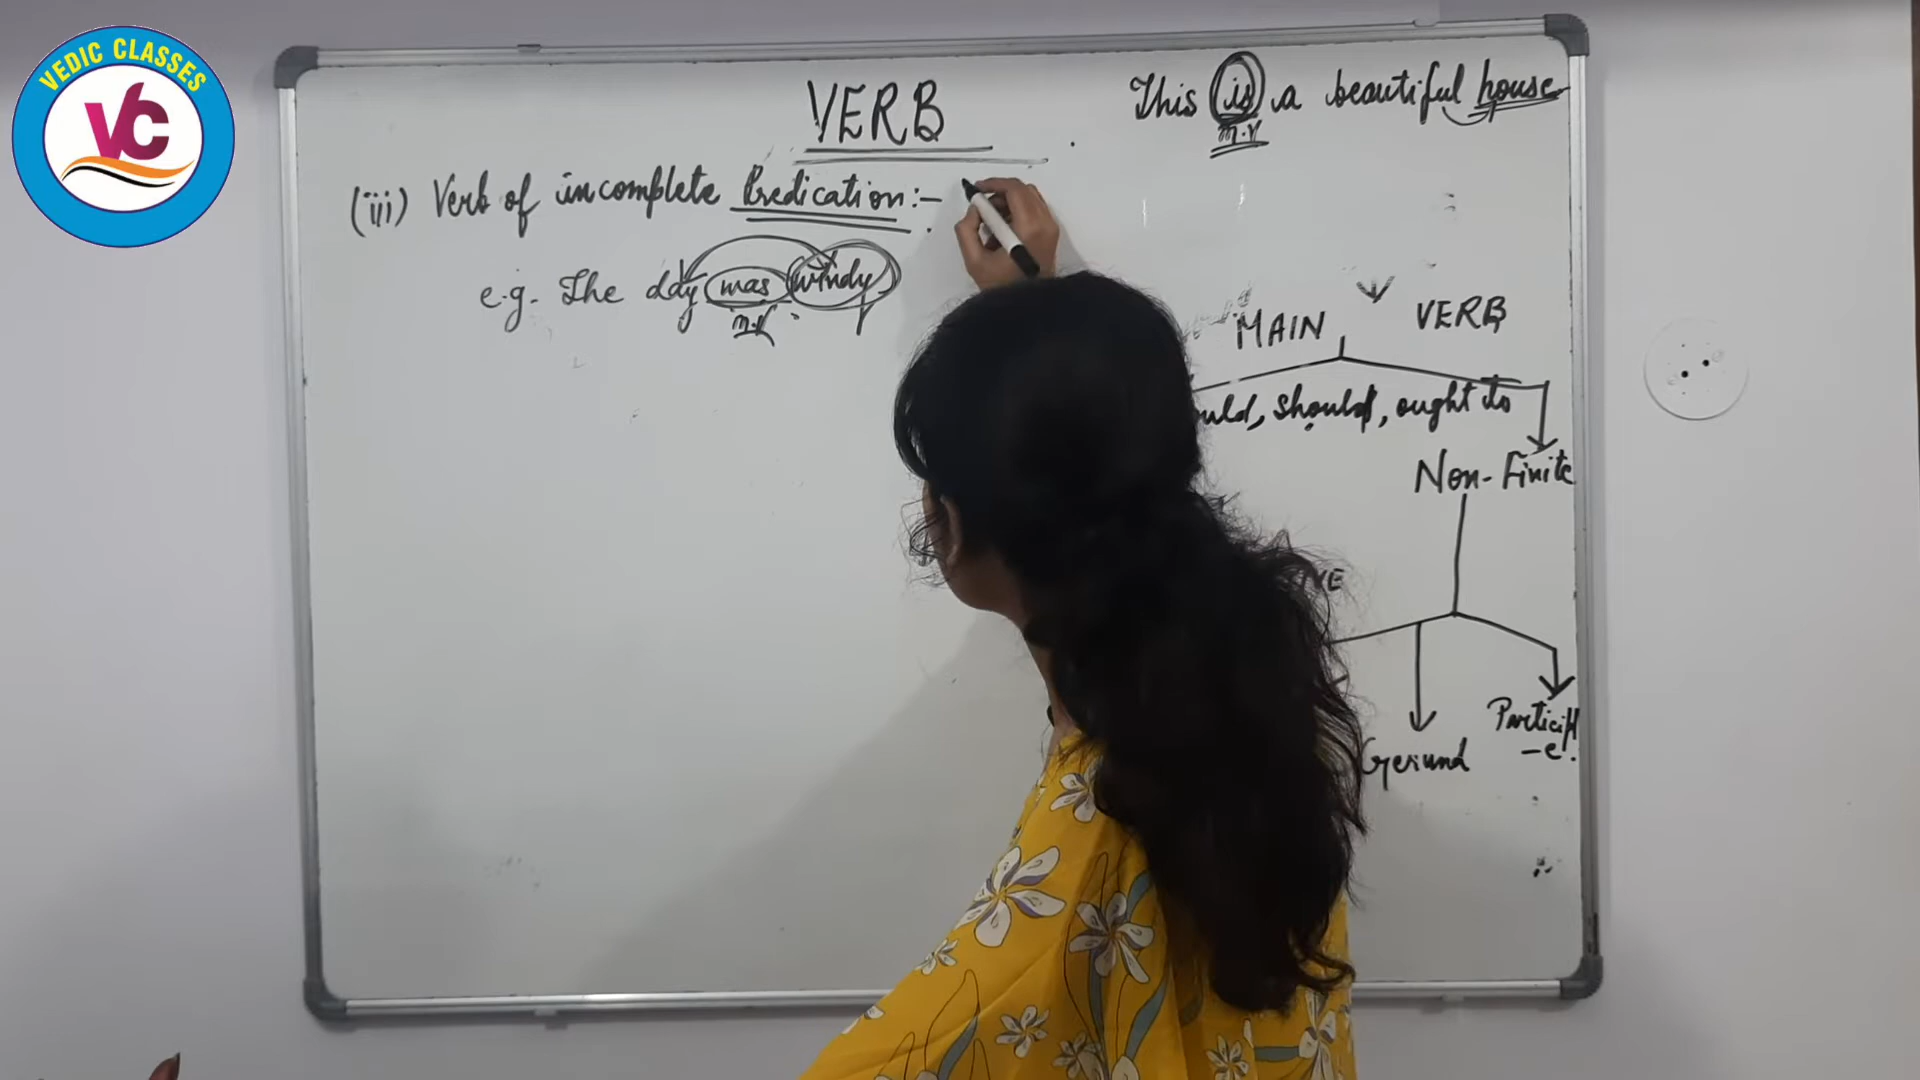 VEDIC CLASSES
VC
VERB
This is a beautiful house
m.v
(iii) Verb of incomplete Predication:-
e.g. The day was windy
m.v
MAIN VERB
should, ought to
Non-Finite
Gerund
Participl
-e.